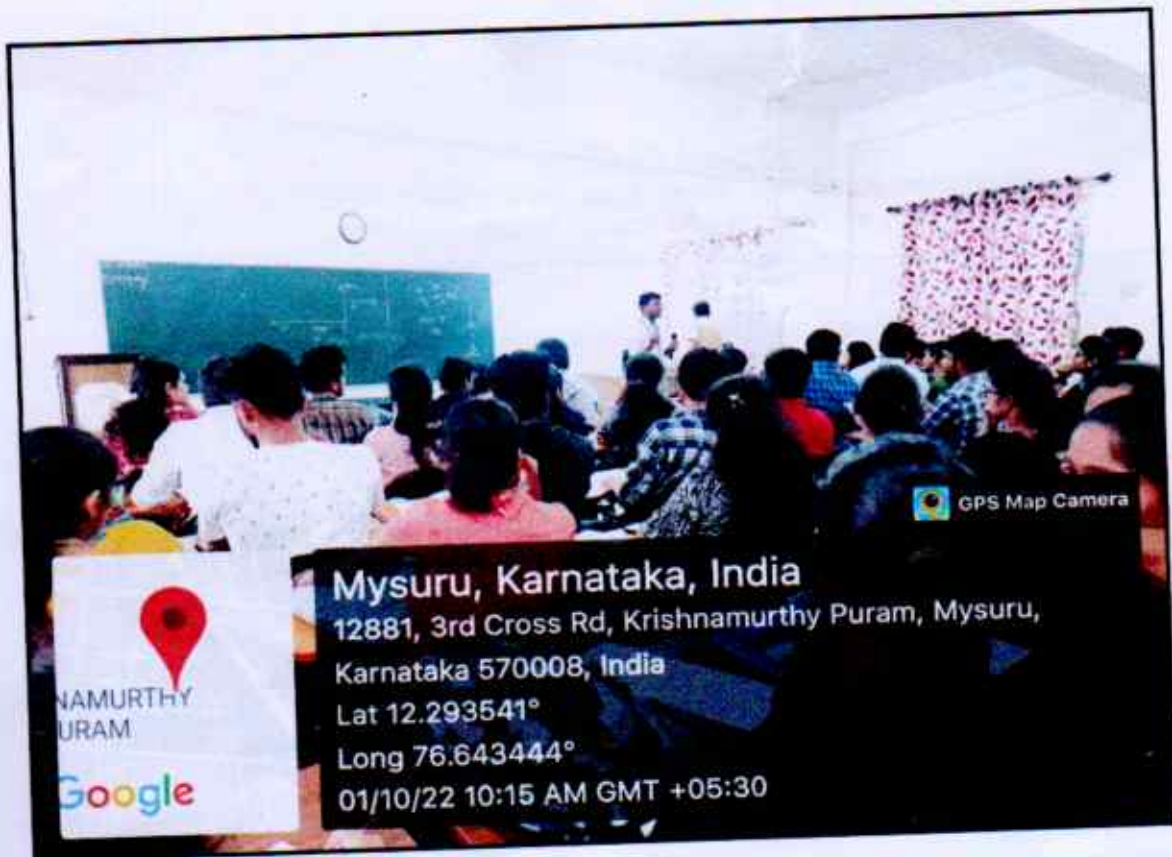 GPS Map Camera
Mysuru, Karnataka, India
12881, 3rd Cross Rd, Krishnamurthy Puram, Mysuru,
Karnataka 570008, India
Lat 12.293541°
Long 76.643444°
01/10/22 10:15 AM GMT +05:30
NAMURTHY
URAM
Google